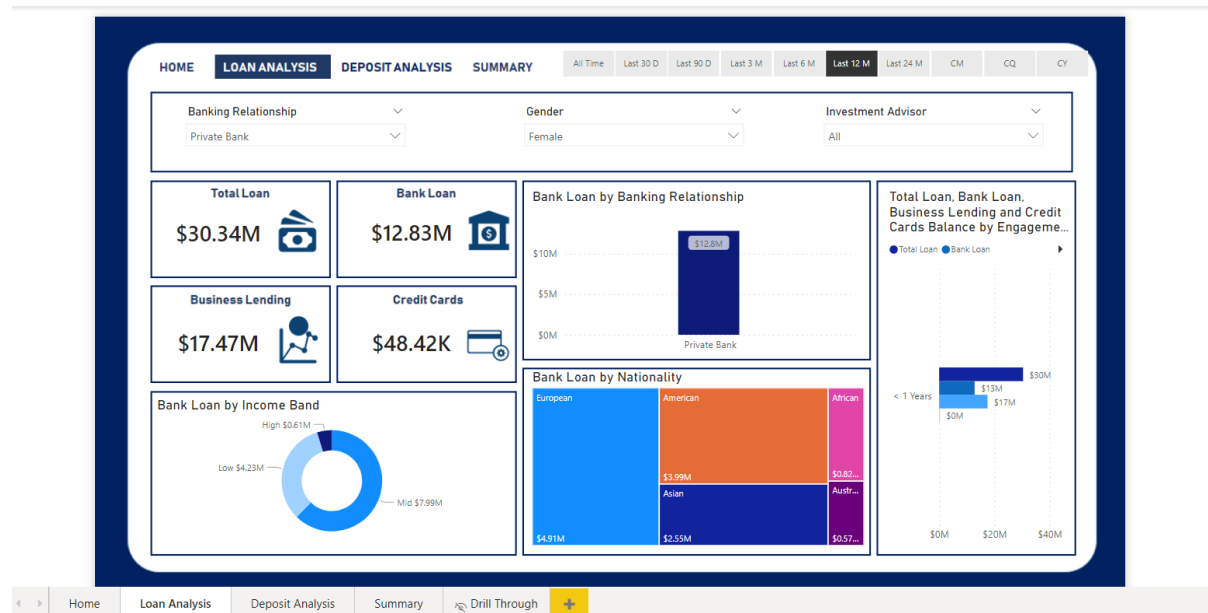 HOME
LOAN ANALYSIS
DEPOSIT ANALYSIS
SUMMARY
All Time
Last 30 D
Last 90 D
Last 3 M
Last 6 M
Last 12 M
Last 24 M
CM
CQ
CY
Banking Relationship
Private Bank
Gender
Female
Investment Advisor
All
Total Loan
$30.34M
Bank Loan
$12.83M
Business Lending
$17.47M
Credit Cards
$48.42K
Bank Loan by Banking Relationship
$12.8M
$10M
$5M
$0M
Private Bank
Total Loan, Bank Loan,
Business Lending and Credit
Cards Balance by Engageme...
Total Loan
Bank Loan
< 1 Years
$30M
$13M
$17M
$0M
$0M
$20M
$40M
Bank Loan by Income Band
High $0.61M
Low $4.23M
Mid $7.99M
Bank Loan by Nationality
European
$4.91M
American
$3.99M
Asian
$2.55M
African
$0.82...
Austr...
$0.57...
Home
Loan Analysis
Deposit Analysis
Summary
Drill Through
+